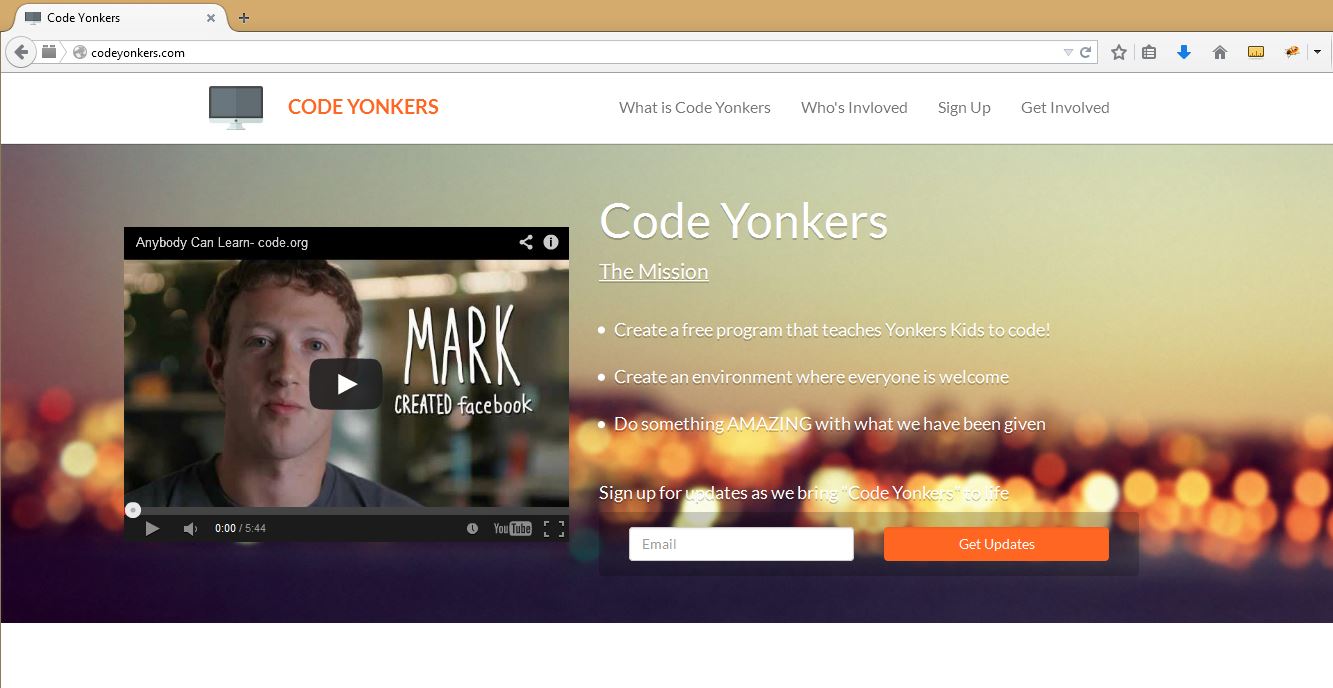 Code Yonkers
codeyonkers.com
CODE YONKERS
What is Code Yonkers
Who's Invloved
Sign Up
Get Involved
Anybody Can Learn- code.org
MARK
CREATED facebook
0:00 / 5:44
YouTube
Code Yonkers
The Mission
Create a free program that teaches Yonkers Kids to code!
Create an environment where everyone is welcome
Do something AMAZING with what we have been given
Sign up for updates as we bring "Code Yonkers" to life
Email
Get Updates